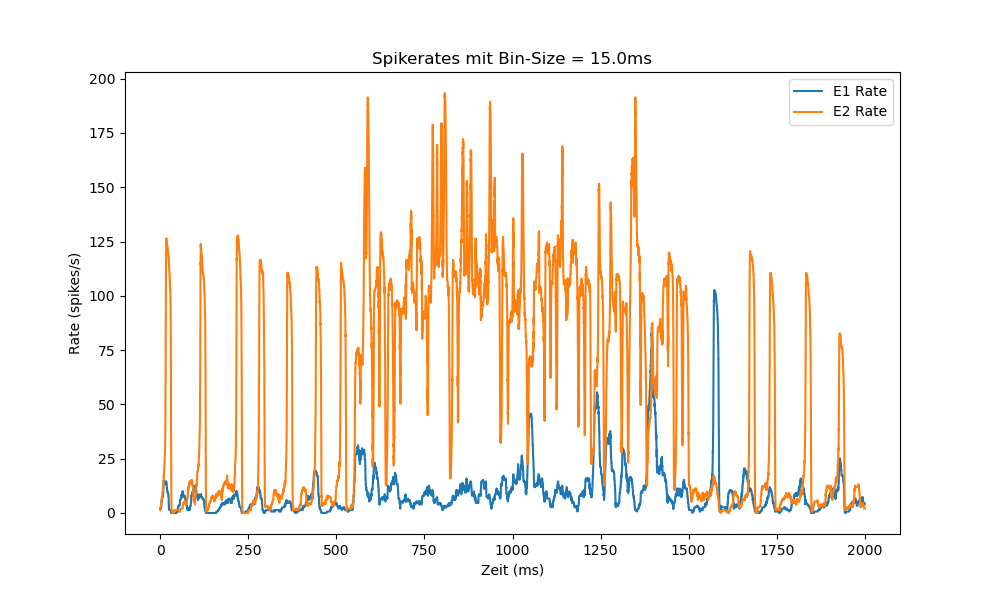 Spikerates mit Bin-Size = 15.0ms
E1 Rate
E2 Rate
Rate (spikes/s)
200
175
150
125
100
75
50
25
0
0 250 500 750 1000 1250 1500 1750 2000
Zeit (ms)